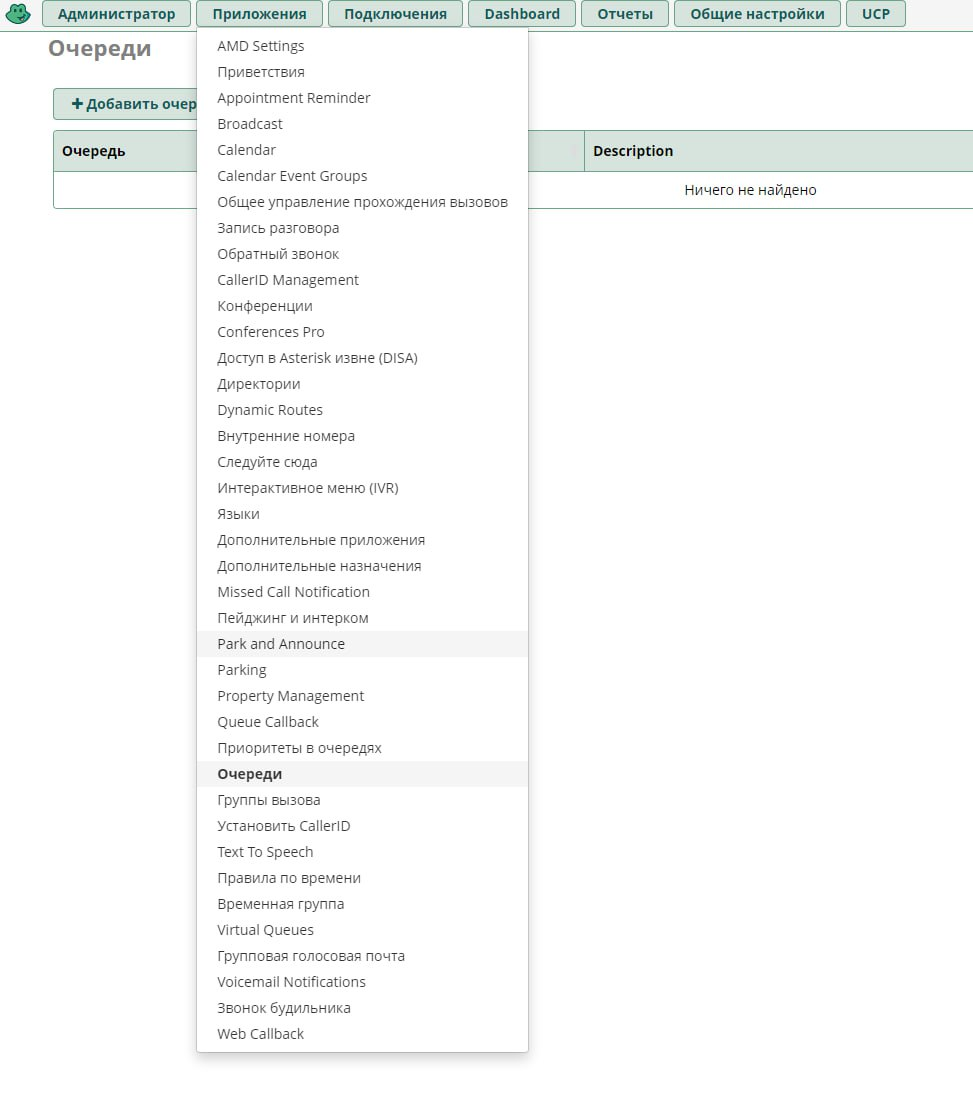 Администратор Приложения Подключения Dashboard Отчеты Общие настройки UCP
Очереди
Добавить очер
Очередь
Description
Ничего не найдено
AMD Settings
Приветствия
Appointment Reminder
Broadcast
Calendar
Calendar Event Groups
Общее управление прохождения вызовов
Запись разговора
Обратный звонок
CallerID Management
Конференции
Conferences Pro
Доступ в Asterisk извне (DISA)
Директории
Dynamic Routes
Внутренние номера
Следуйте сюда
Интерактивное меню (IVR)
Языки
Дополнительные приложения
Дополнительные назначения
Missed Call Notification
Пейджинг и интерком
Park and Announce
Parking
Property Management
Queue Callback
Приоритеты в очередях
Очереди
Группы вызова
Установить CallerID
Text To Speech
Правила по времени
Временная группа
Virtual Queues
Групповая голосовая почта
Voicemail Notifications
Звонок будильника
Web Callback